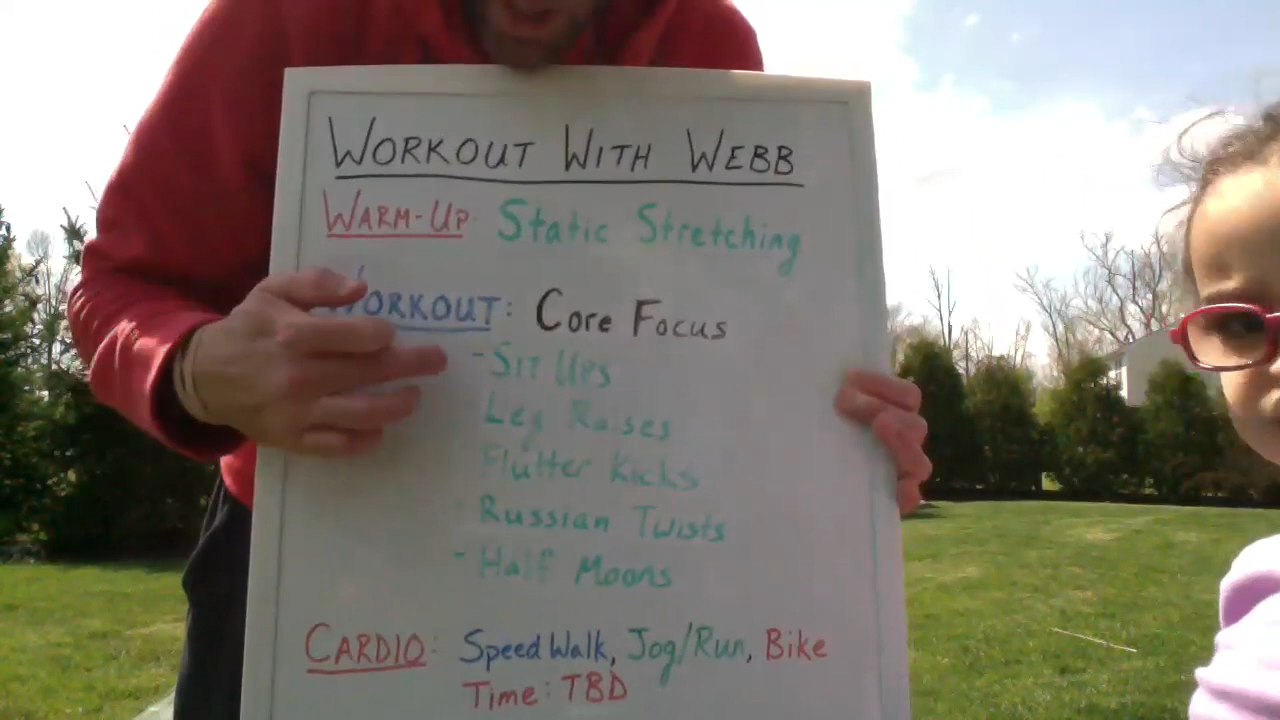 WORKOUT WITH WEBB
WARM-UP: Static Stretching
WORKOUT: Core Focus
- SIT UPS
Leg Raises
Flutter Kicks
Russian Twists
- Half Moons
CARDIO: Speed Walk, Jog/Run, Bike
Time: TBD